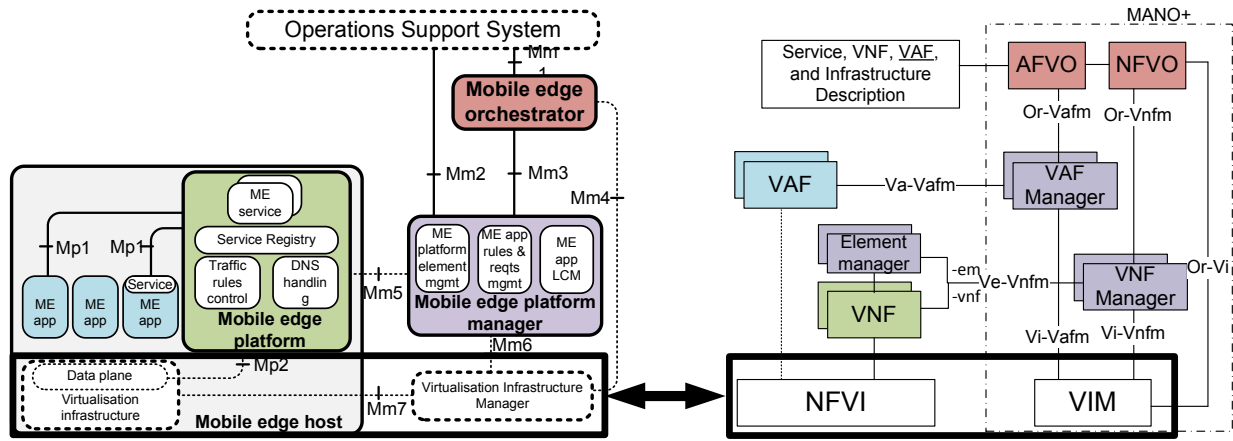 Operations Support System
Mm
1
Mobile edge
orchestrator
Mm2
Mm3
Mm4
ME
service
Service Registry
Traffic
rules
control
DNS
handlin
g
Mobile edge
platform
Mp1
Mp1
ME
app
ME
app
Service
ME
app
Mm5
ME
platform
element
mgmt
ME app
rules &
reqts
mgmt
ME
app
LCM
Mobile edge platform
manager
Mm6
Mp2
Data plane
Virtualisation
infrastructure
Mm7
Virtualisation Infrastructure
Manager
Mobile edge host
MANO+
Service, VNF, VAF,
and Infrastructure
Description
AFVO
NFVO
Or-Vafm
Or-Vnfm
VAF
Va-Vafm
VAF
Manager
Element
manager
-em
Ve-Vnfm
-vnf
VNF
VNF
Manager
Or-Vi
Vi-Vafm
Vi-Vnfm
NFVI
VIM